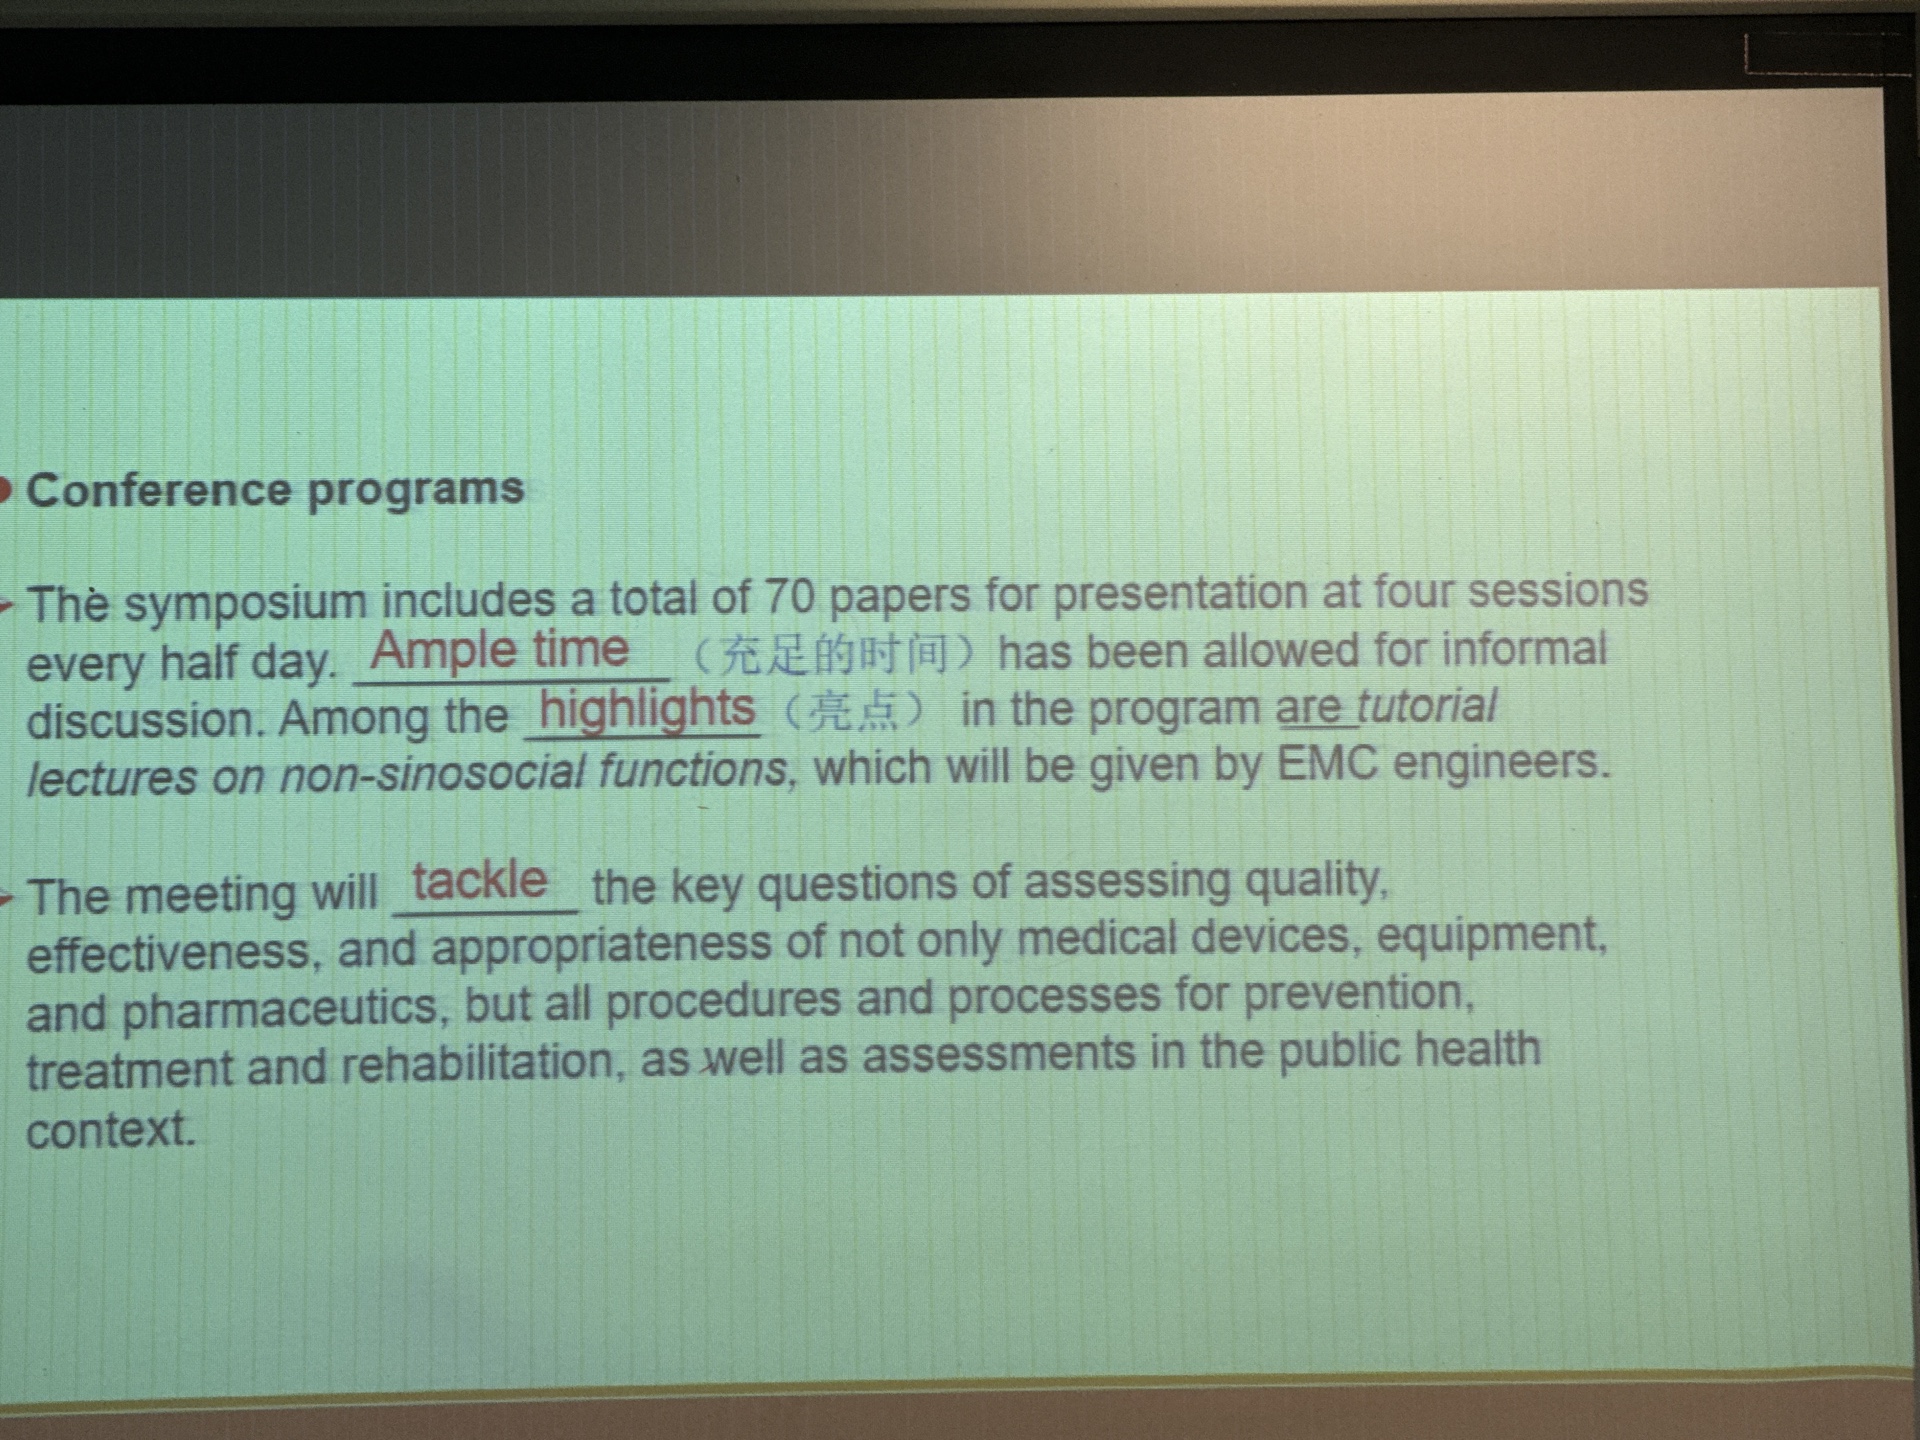 Conference programs
The symposium includes a total of 70 papers for presentation at four sessions
every half day. Ample time （充足的时间）has been allowed for informal
discussion. Among the highlights（亮点） in the program are tutorial
lectures on non-sinosocial functions, which will be given by EMC engineers.
The meeting will tackle the key questions of assessing quality,
effectiveness, and appropriateness of not only medical devices, equipment,
and pharmaceutics, but all procedures and processes for prevention,
treatment and rehabilitation, as well as assessments in the public health
context.